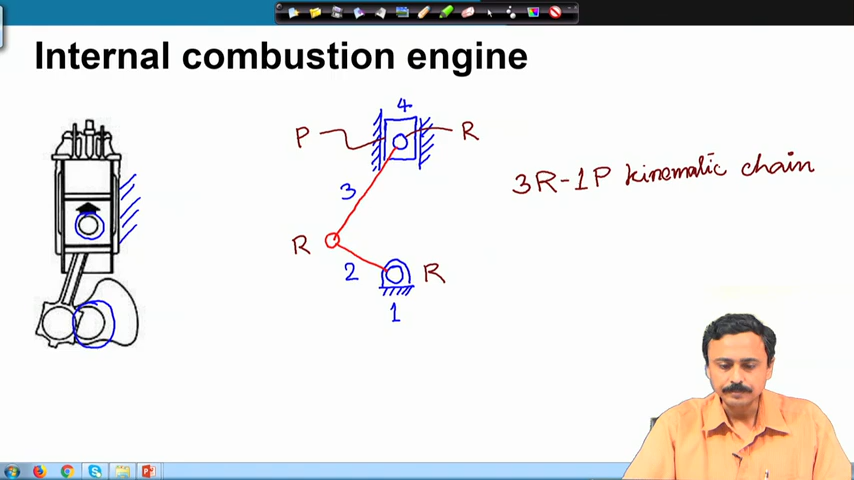 Internal combustion engine
4
P
R
3R-1P kinematic chain
3
R
2
R
1